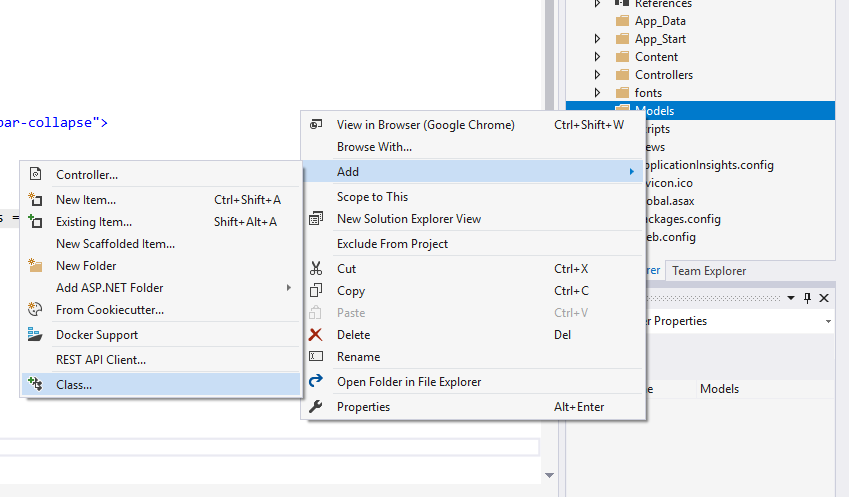 References
App_Data
App_Start
Content
Controllers
fonts
Models
ripts
ews
pplicationInsights.config
vicon.ico
lobal.asax
ackages.config
eb.config
bar-collapse">
s =
View in Browser (Google Chrome) Ctrl+Shift+W
Browse With...
Add
Scope to This
New Solution Explorer View
Exclude From Project
Cut Ctrl+X
Copy Ctrl+C
Paste Ctrl+V
Delete Del
Rename
Open Folder in File Explorer
Properties Alt+Enter
Controller...
New Item... Ctrl+Shift+A
Existing Item... Shift+Alt+A
New Scaffolded Item...
New Folder
Add ASP.NET Folder
From Cookiecutter...
Docker Support
REST API Client...
Class...
rer Team Explorer
er Properties
e Models